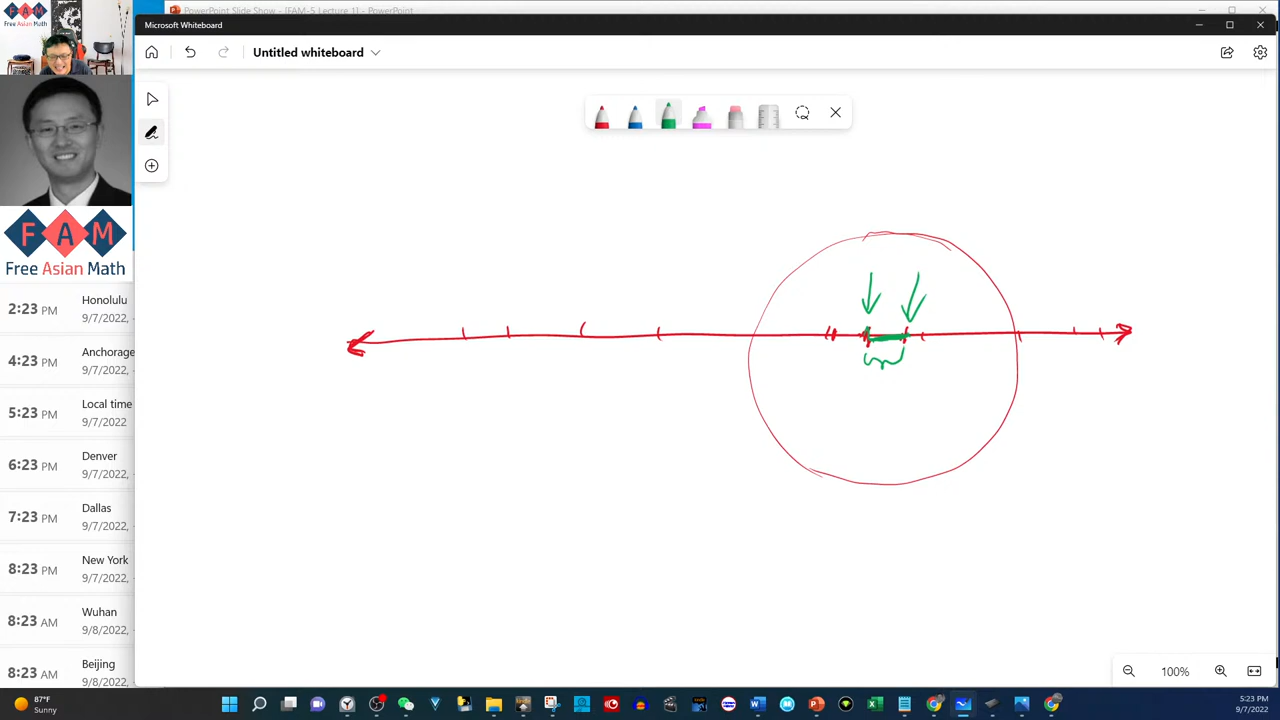 Free Asian Math
PowerPoint Slide Show - [FAM-5 Lecture 1] - PowerPoint
Microsoft Whiteboard
Untitled whiteboard
F A M
Free Asian Math
2:23 PM Honolulu
9/7/2022
4:23 PM Anchorage
9/7/2022,
5:23 PM Local time
9/7/2022
6:23 PM Denver
9/7/2022,
7:23 PM Dallas
9/7/2022,
8:23 PM New York
9/7/2022,
8:23 AM Wuhan
9/8/2022,
8:23 AM Beijing
9/8/2022,
100%
87°F
Sunny
5:23 PM
9/7/2022